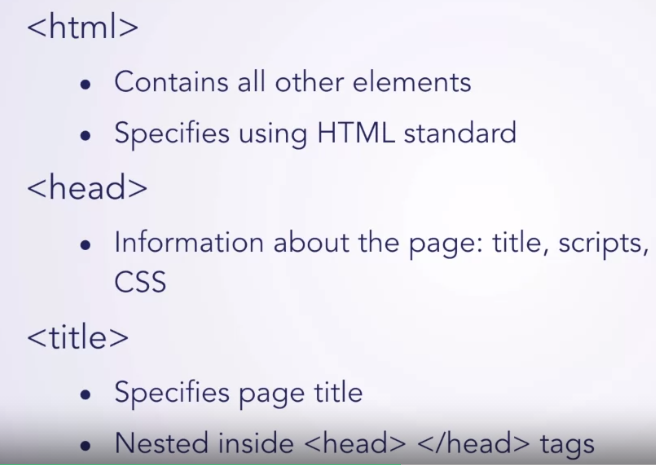 <html>
• Contains all other elements
• Specifies using HTML standard
<head>
• Information about the page: title, scripts,
CSS
<title>
• Specifies page title
• Nested inside <head> </head> tags